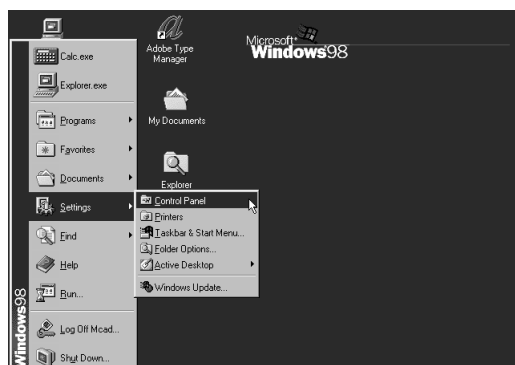 Adobe Type
Manager
Microsoft
Windows98
Calc.exe
Explorer.exe
My Documents
Programs
Favorites
Documents
Explorer
Settings
Control Panel
Printers
Taskbar & Start Menu...
Folder Options...
Active Desktop
Windows Update...
Find
Help
Run...
Log Off Mcad...
Shut Down...
Windows98